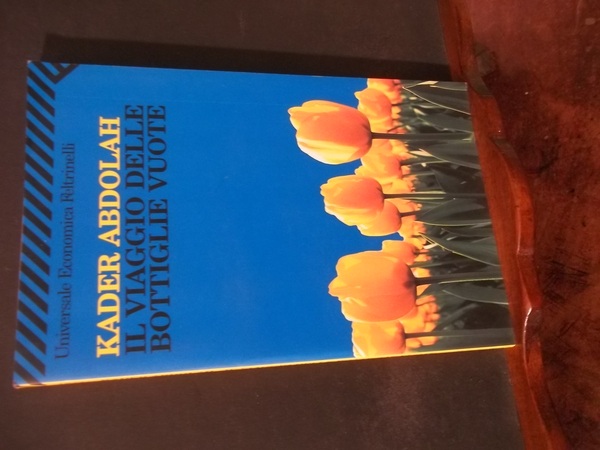 Universale Economica Feltrinelli
KADER ABDOLAH
IL VIAGGIO DELLE
BOTTIGLIE VUOTE